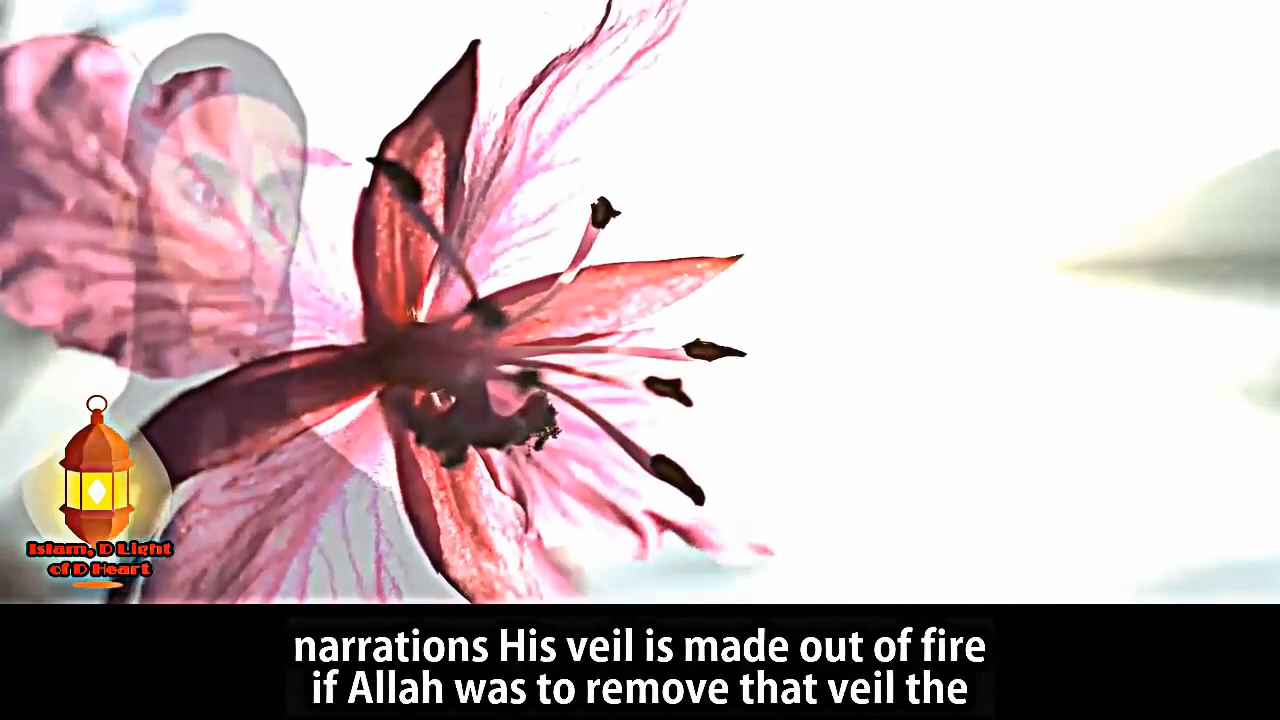 Islam, D Light
of D Heart
narrations His veil is made out of fire
if Allah was to remove that veil the